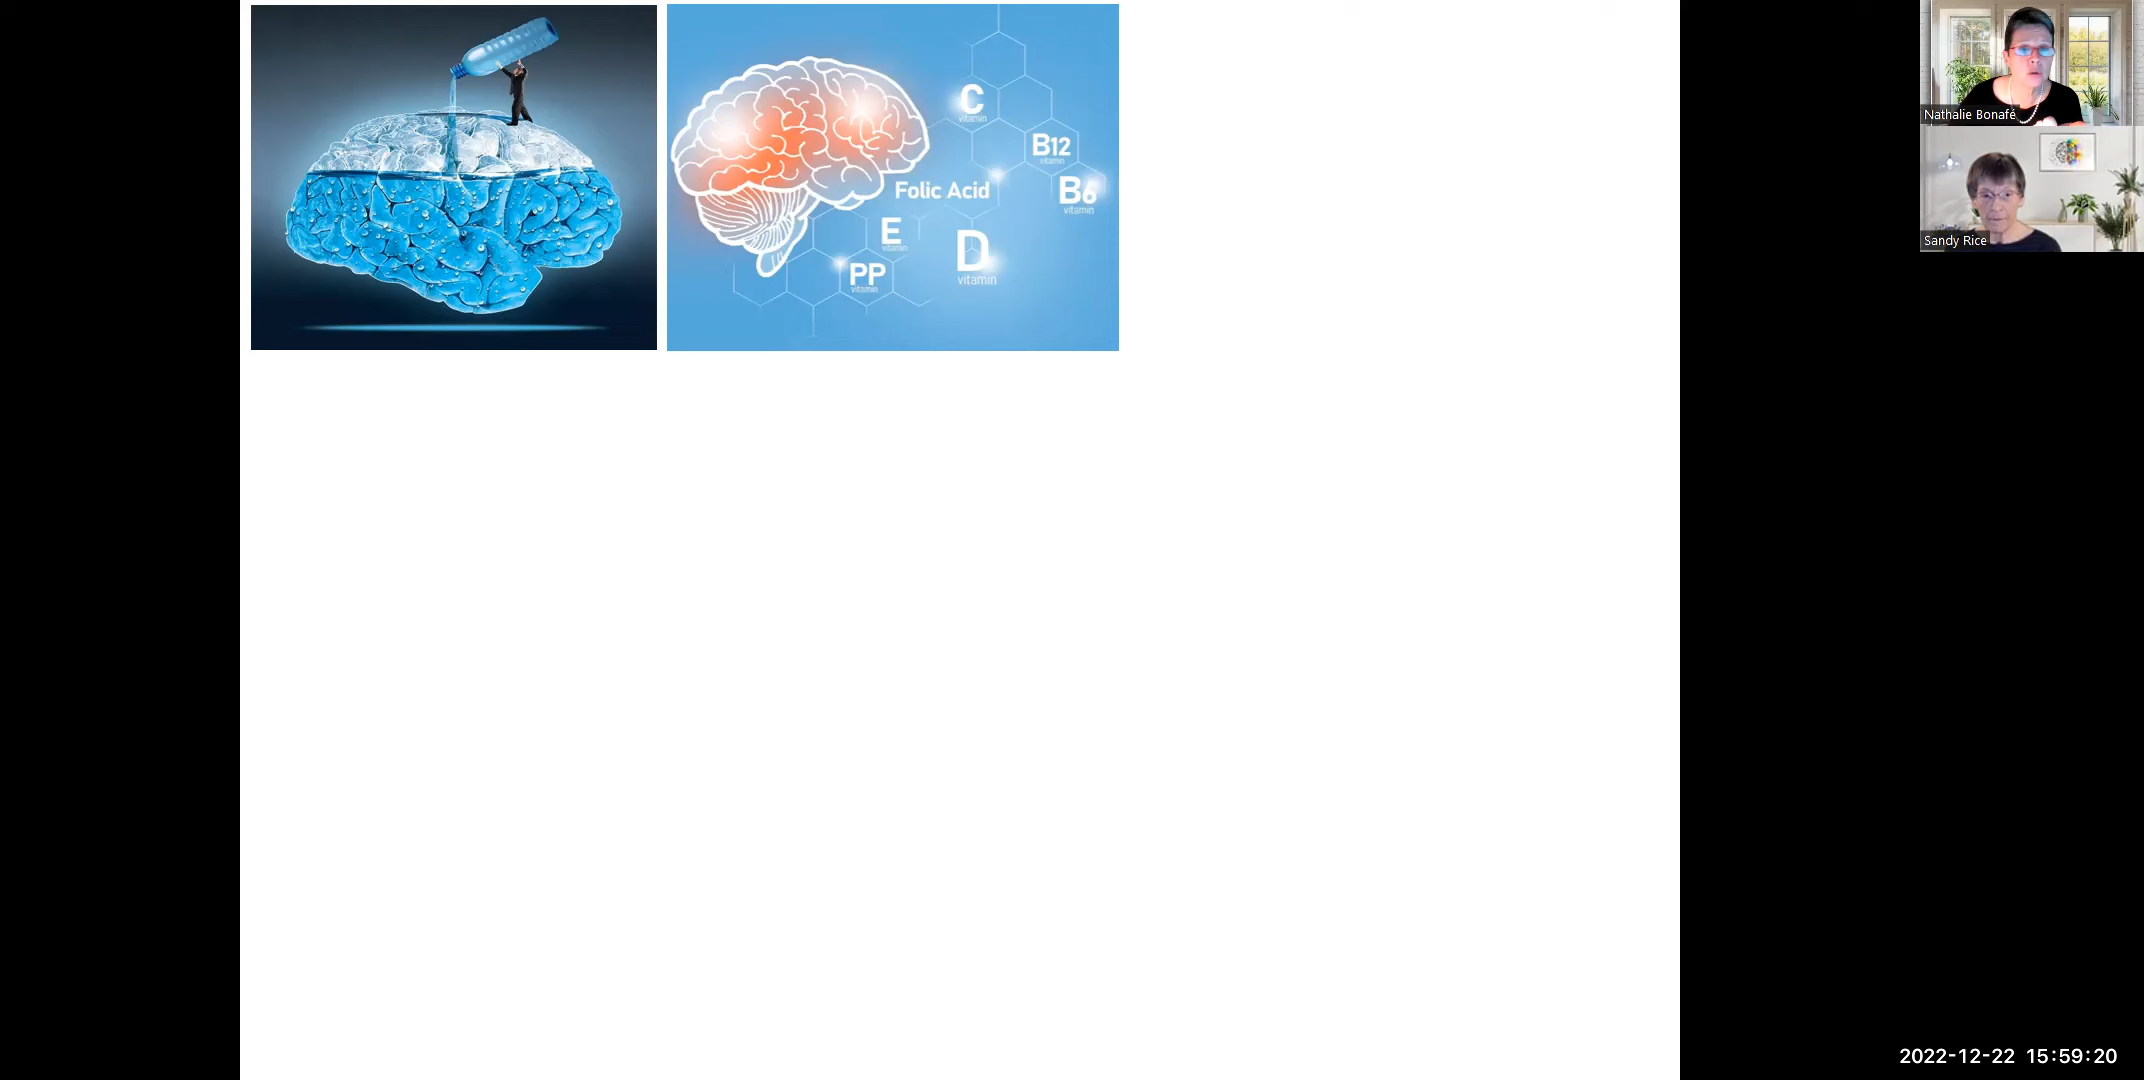 C
vitamin
B12
vitamin
B6
vitamin
Folic Acid
E
vitamin
D
vitamin
PP
vitamin
Nathalie Bonafé
Sandy Rice
2022-12-22 15:59:20